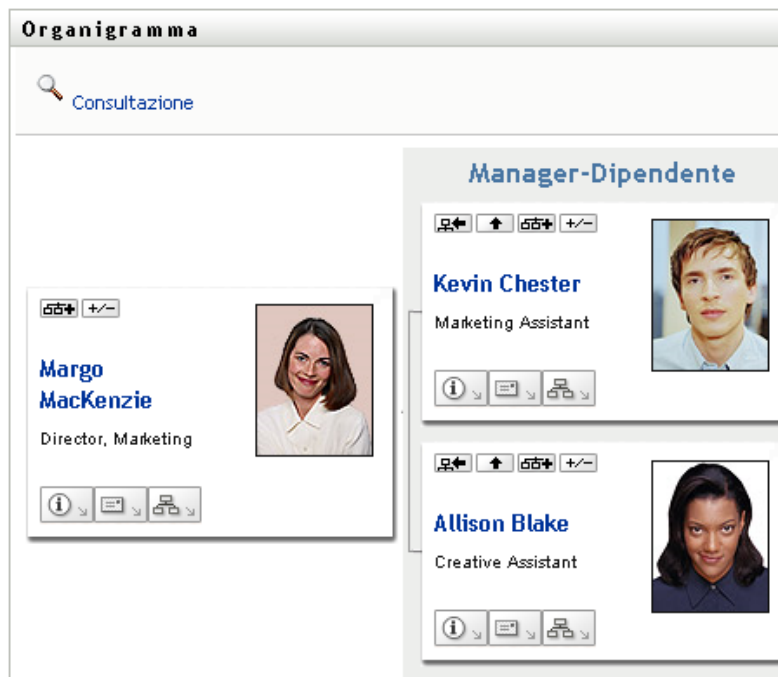 Organigramma
Consultazione
Manager-Dipendente
+/-
Kevin Chester
Marketing Assistant
+/-
Margo
MacKenzie
Director, Marketing
+/-
Allison Blake
Creative Assistant